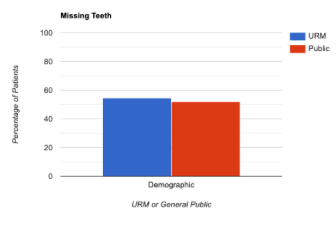 Missing Teeth
100
80
60
40
20
0
Percentage of Patients
URM
Public
Demographic
URM or General Public